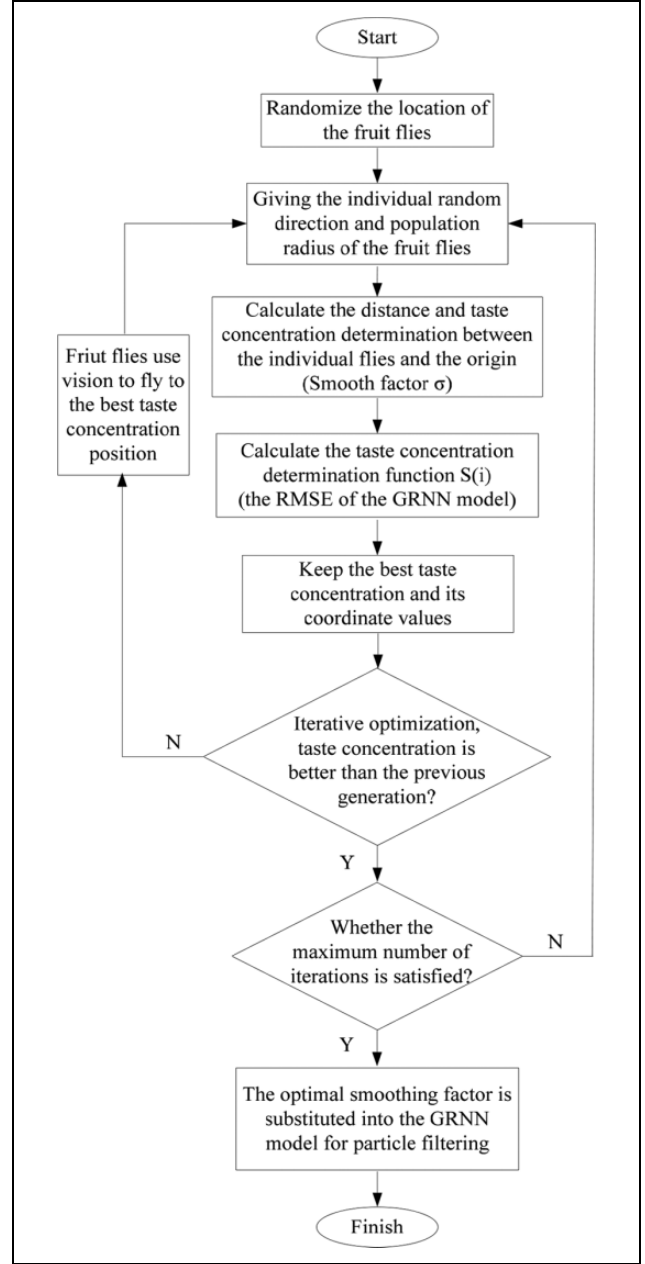 Start
Randomize the location of
the fruit flies
Giving the individual random
direction and population
radius of the fruit flies
Calculate the distance and taste
concentration determination between
the individual flies and the origin
(Smooth factor σ)
Friut flies use
vision to fly to
the best taste
concentration
position
Calculate the taste concentration
determination function S(i)
(the RMSE of the GRNN model)
Keep the best taste
concentration and its
coordinate values
Iterative optimization,
taste concentration is
better than the previous
generation?
N
Y
Whether the
maximum number of
iterations is satisfied?
N
Y
The optimal smoothing factor is
substituted into the GRNN
model for particle filtering
Finish